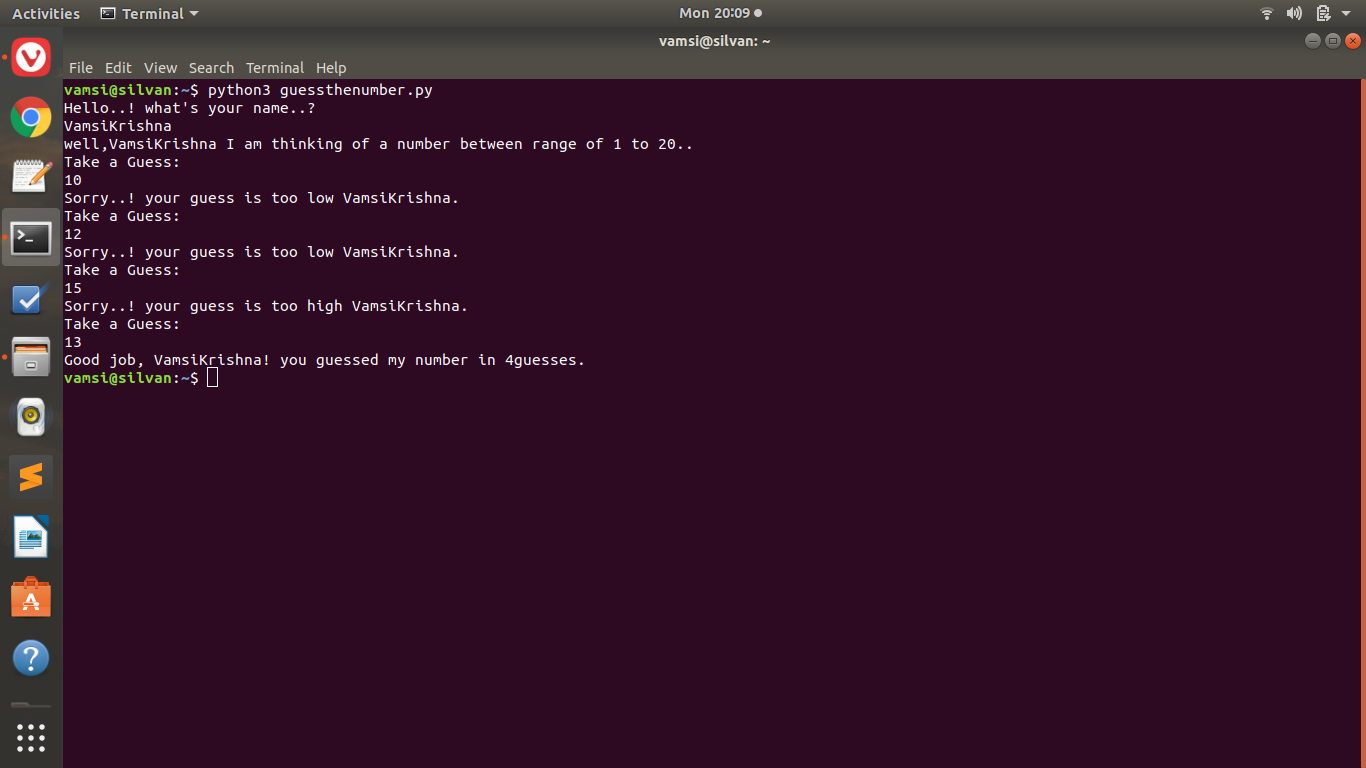 Activities Terminal Mon 20:09
vamsi@silvan: ~
File Edit View Search Terminal Help
vamsi@silvan:~$ python3 guessthenumber.py
Hello..! what's your name..?
VamsiKrishna
well,VamsiKrishna I am thinking of a number between range of 1 to 20..
Take a Guess:
10
Sorry..! your guess is too low VamsiKrishna.
Take a Guess:
12
Sorry..! your guess is too low VamsiKrishna.
Take a Guess:
15
Sorry..! your guess is too high VamsiKrishna.
Take a Guess:
13
Good job, VamsiKrishna! you guessed my number in 4guesses.
vamsi@silvan:~$